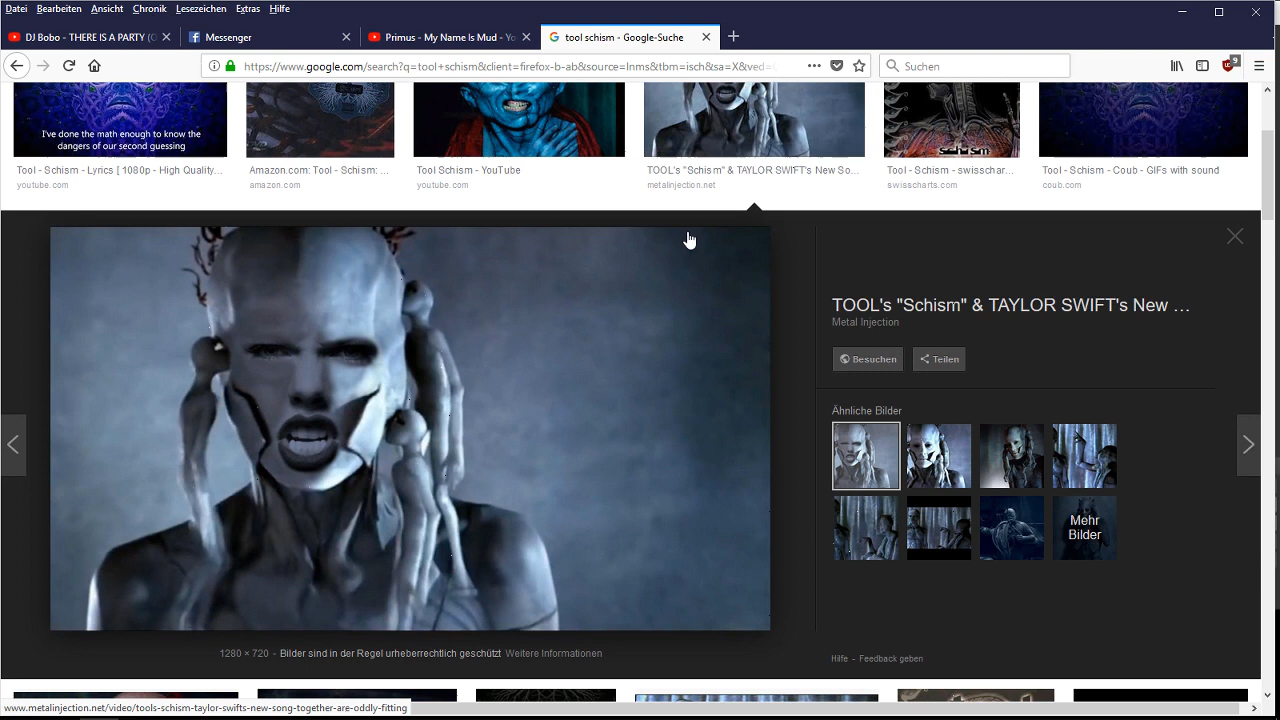 Datei Bearbeiten Ansicht Chronik Lesezeichen Extras Hilfe
DJ Bobo - THERE IS A PARTY (O
Messenger
Primus - My Name Is Mud - Yo
tool schism - Google-Suche
https://www.google.com/search?q=tool+schism&client=firefox-b-ab&source=lnms&tbm=isch&sa=X&ved=
Suchen
9
I've done the math enough to know the
dangers of our second guessing
schism
Tool - Schism - Lyrics [ 1080p - High Quality...
youtube.com
Amazon.com: Tool - Schism: ...
amazon.com
Tool Schism - YouTube
youtube.com
TOOL's "Schism" & TAYLOR SWIFT's New So...
metalinjection.net
Tool - Schism - swisschar...
swisscharts.com
Tool - Schism - Coub - GIFs with sound
coub.com
TOOL's "Schism" & TAYLOR SWIFT's New ...
Metal Injection
Besuchen
Teilen
Ähnliche Bilder
Mehr
Bilder
1280 × 720 - Bilder sind in der Regel urheberrechtlich geschützt Weitere Informationen
Hilfe - Feedback geben
www.metalinjection.net/video/tools-schism-taylor-swifts-new-song-together-are-oddly-fitting